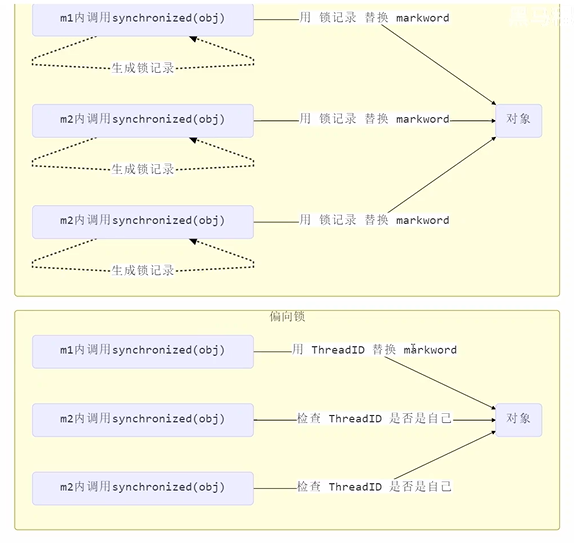 m1内调用synchronized(obj)
用 锁记录 替换 markword
生成锁记录
m2内调用synchronized(obj)
用 锁记录 替换 markword
对象
生成锁记录
m2内调用synchronized(obj)
用 锁记录 替换 markword
生成锁记录
偏向锁
m1内调用synchronized(obj)
用 ThreadID 替换 markword
m2内调用synchronized(obj)
检查 ThreadID 是否是自己
对象
m2内调用synchronized(obj)
检查 ThreadID 是否是自己